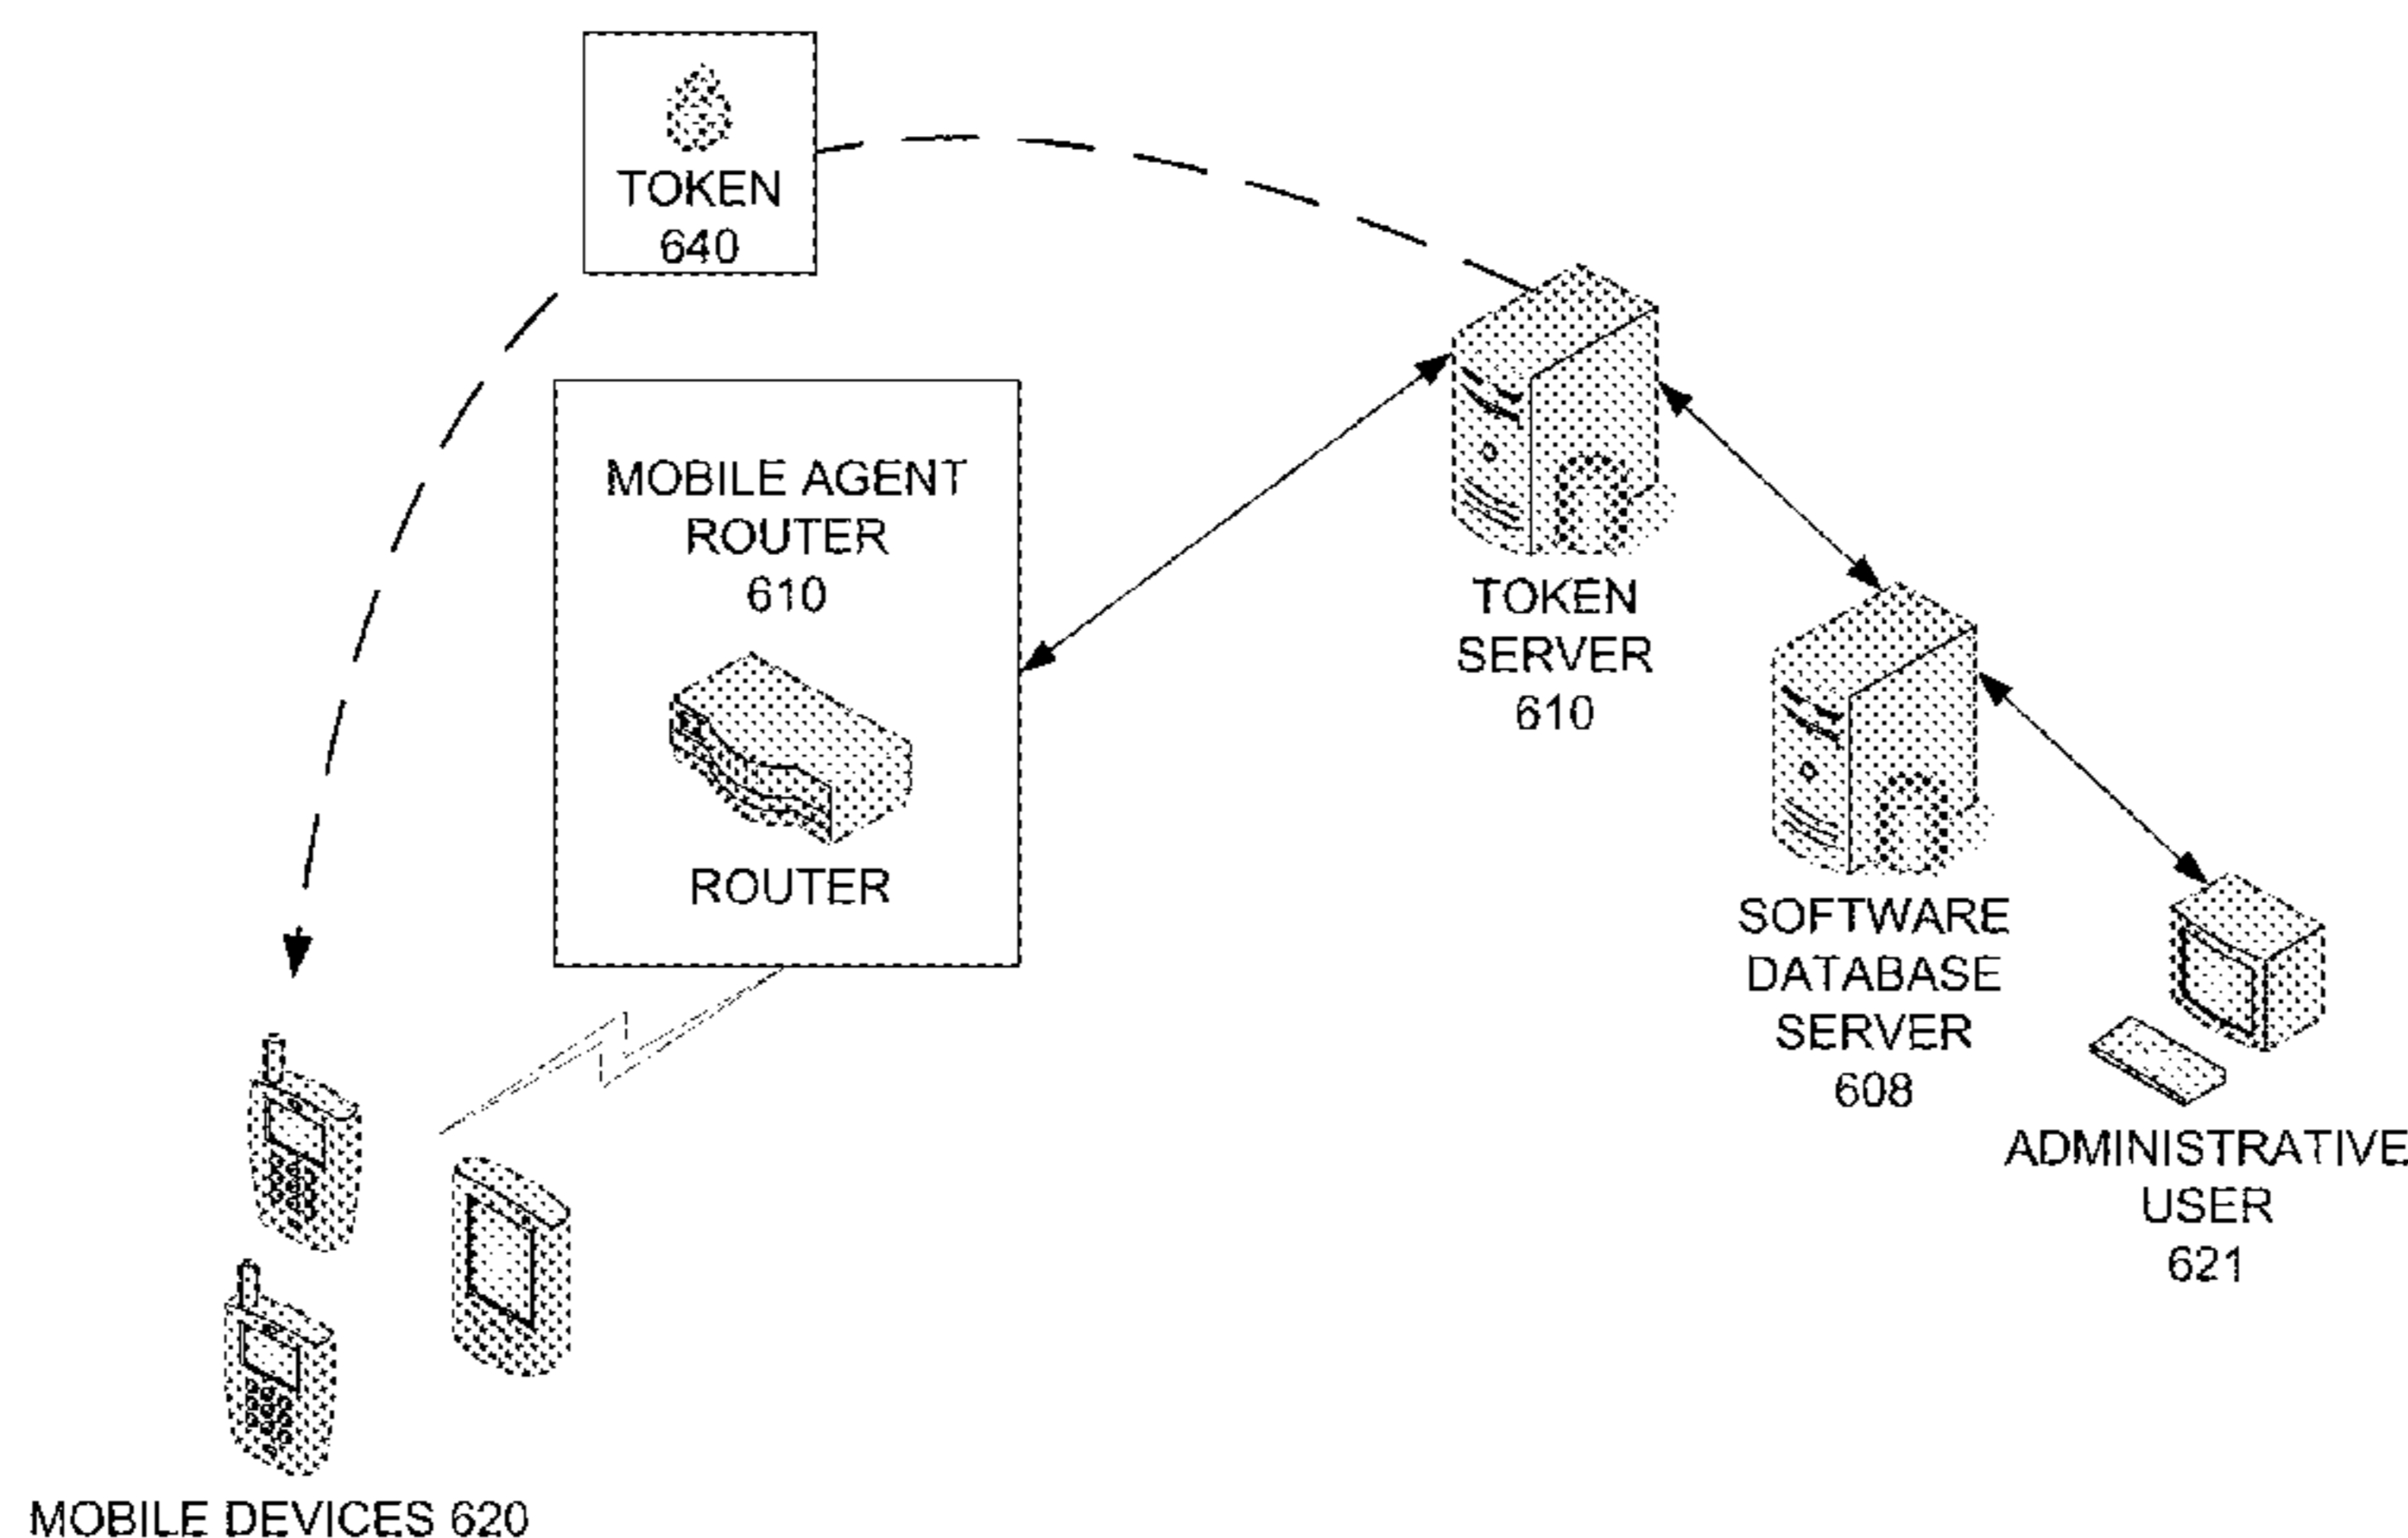 TOKEN
640
MOBILE AGENT
ROUTER
610
ROUTER
TOKEN
SERVER
610
SOFTWARE
DATABASE
SERVER
608
ADMINISTRATIVE
USER
621
MOBILE DEVICES 620